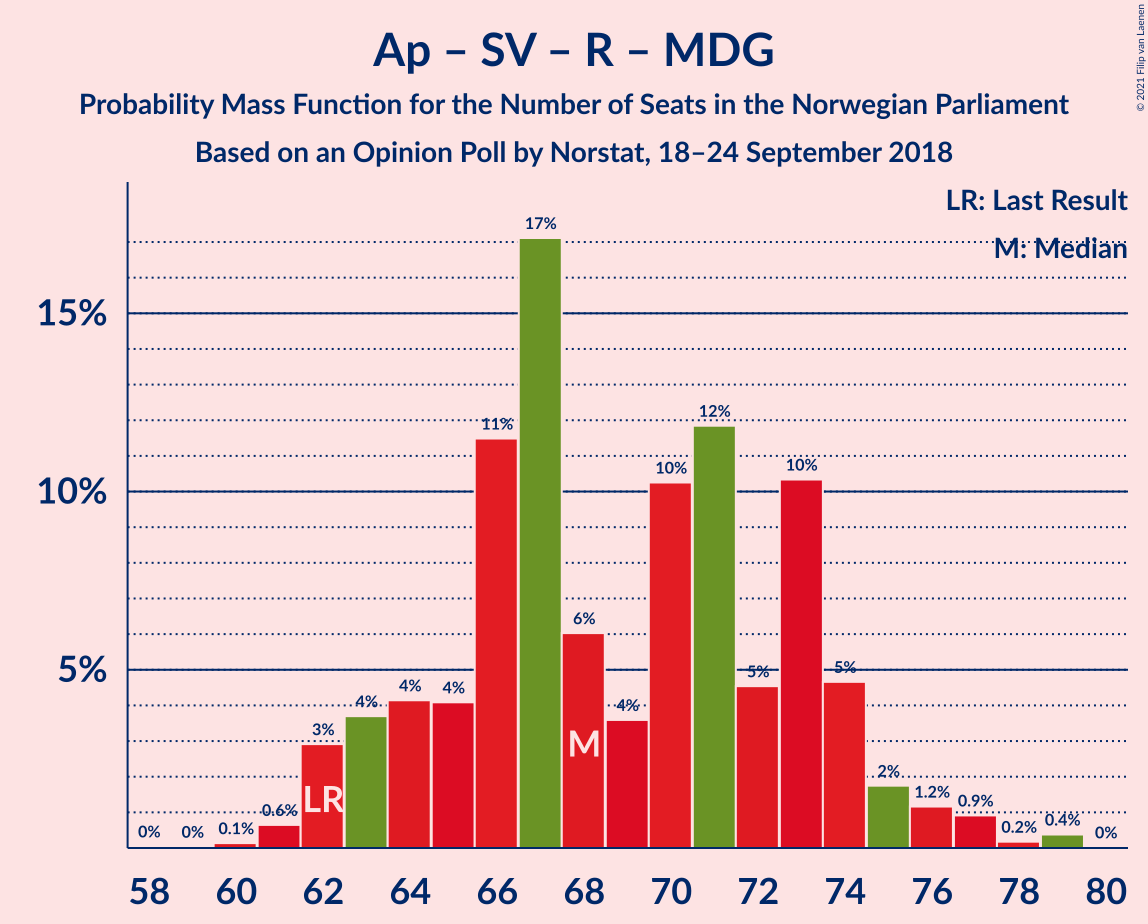 Ap – SV – R – MDG
Probability Mass Function for the Number of Seats in the Norwegian Parliament
Based on an Opinion Poll by Norstat, 18–24 September 2018
© 2021 Filip van Laenen
LR: Last Result
M: Median
15%
10%
5%
0%
0%
0.1%
0.6%
3%
4%
4%
4%
11%
17%
6%
4%
10%
12%
5%
10%
5%
2%
1.2%
0.9%
0.2%
0.4%
0%
LR
M
58 60 62 64 66 68 70 72 74 76 78 80